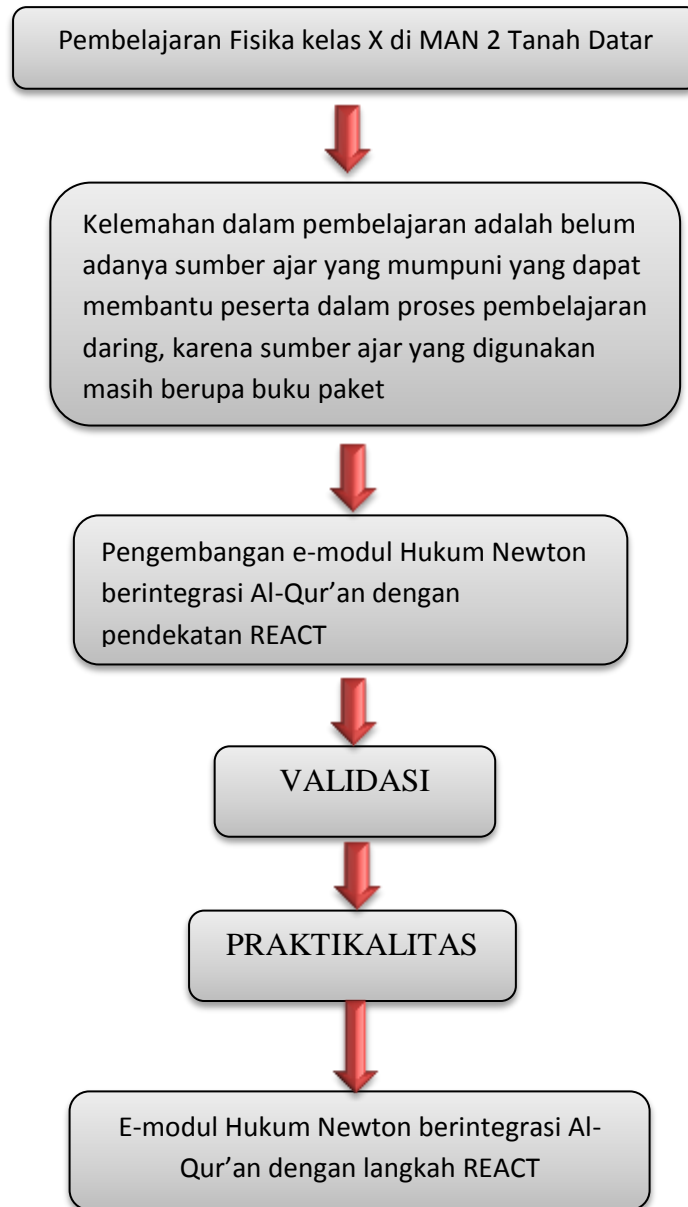 Pembelajaran Fisika kelas X di MAN 2 Tanah Datar
Kelemahan dalam pembelajaran adalah belum
adanya sumber ajar yang mumpuni yang dapat
membantu peserta dalam proses pembelajaran
daring, karena sumber ajar yang digunakan
masih berupa buku paket
Pengembangan e-modul Hukum Newton
berintegrasi Al-Qur’an dengan
pendekatan REACT
VALIDASI
PRAKTIKALITAS
E-modul Hukum Newton berintegrasi Al-
Qur’an dengan langkah REACT